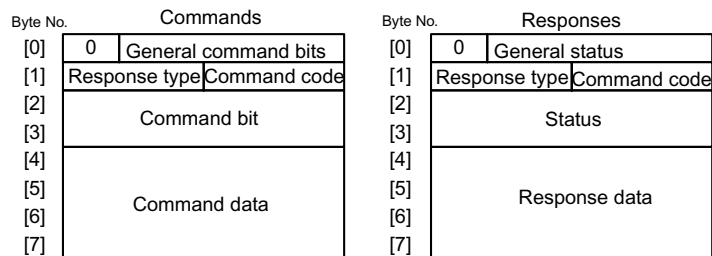 Commands
Byte No.
[0] 0 General command bits
[1] Response type Command code
[2]
Command bit
[3]
[4]
[5]
Command data
[6]
[7]
Responses
Byte No.
[0] 0 General status
[1] Response type Command code
[2]
Status
[3]
[4]
[5]
Response data
[6]
[7]